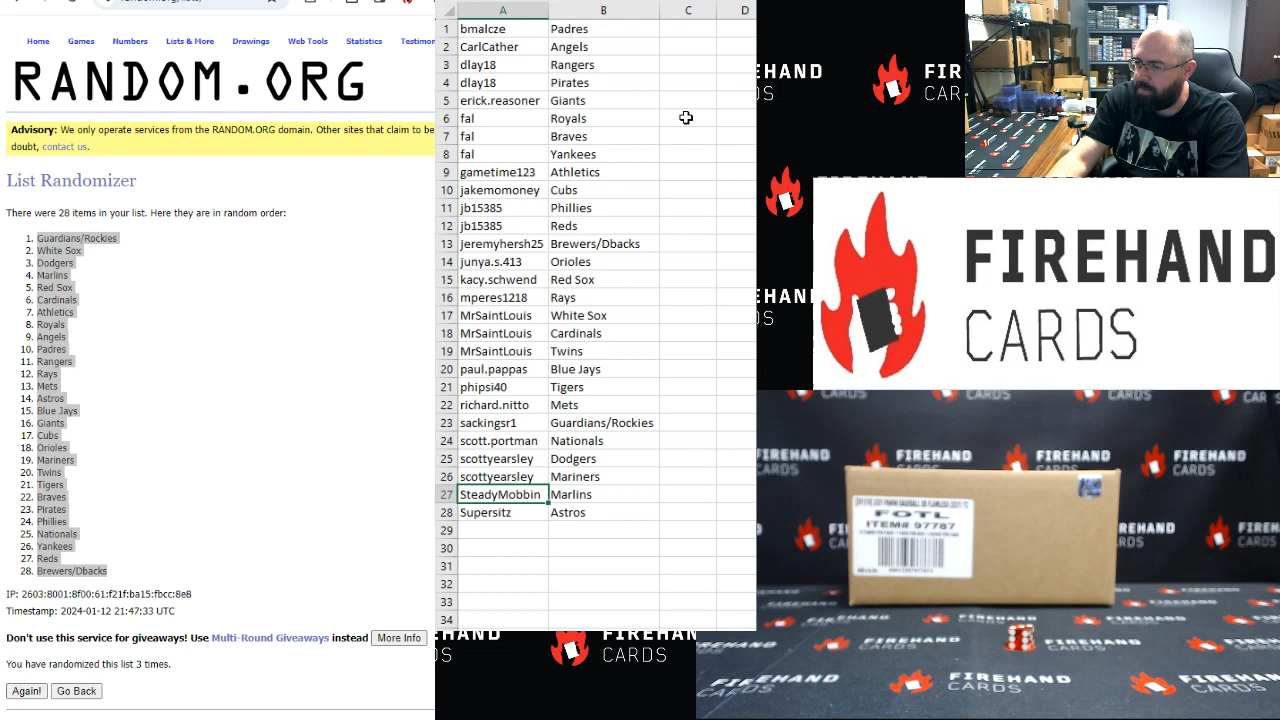 Home Games Numbers Lists & More Drawings Web Tools Statistics Testimor
RANDOM.ORG
Advisory: We only operate services from the RANDOM.ORG domain. Other sites that claim to be
doubt, contact us.
List Randomizer
There were 28 items in your list. Here they are in random order:
1. Guardians/Rockies
2. White Sox
3. Dodgers
4. Marlins
5. Red Sox
6. Cardinals
7. Athletics
8. Royals
9. Angels
10. Padres
11. Rangers
12. Rays
13. Mets
14. Astros
15. Blue Jays
16. Giants
17. Cubs
18. Orioles
19. Mariners
20. Twins
21. Tigers
22. Braves
23. Pirates
24. Phillies
25. Nationals
26. Yankees
27. Reds
28. Brewers/Dbacks
IP: 2603:8001:8f00:61:f21f:ba15:fbcc:8e8
Timestamp: 2024-01-12 21:47:33 UTC
Don't use this service for giveaways! Use Multi-Round Giveaways instead More Info
You have randomized this list 3 times.
Again! Go Back
A B C D
1 bmalcze Padres
2 CarlCather Angels
3 dlay18 Rangers
4 dlay18 Pirates
5 erick.reasoner Giants
6 fal Royals
7 fal Braves
8 fal Yankees
9 gametime123 Athletics
10 jakemomoney Cubs
11 jb15385 Phillies
12 jb15385 Reds
13 jeremyhersh25 Brewers/Dbacks
14 junya.s.413 Orioles
15 kacy.schwend Red Sox
16 mperes1218 Rays
17 MrSaintLouis White Sox
18 MrSaintLouis Cardinals
19 MrSaintLouis Twins
20 paul.pappas Blue Jays
21 phipsi40 Tigers
22 richard.nitto Mets
23 sackingsr1 Guardians/Rockies
24 scott.portman Nationals
25 scottyearsley Dodgers
26 scottyearsley Mariners
27 SteadyMobbin Marlins
28 Supersitz Astros
29
30
31
32
33
34
EHAND
FIR
CAR
FIREHAND
CARDS
FOTL
ITEM# 97787
FIREHAND
CARDS
FIREHAND
CARDS
FIREHAND
CARDS
FIREHAND
CARDS